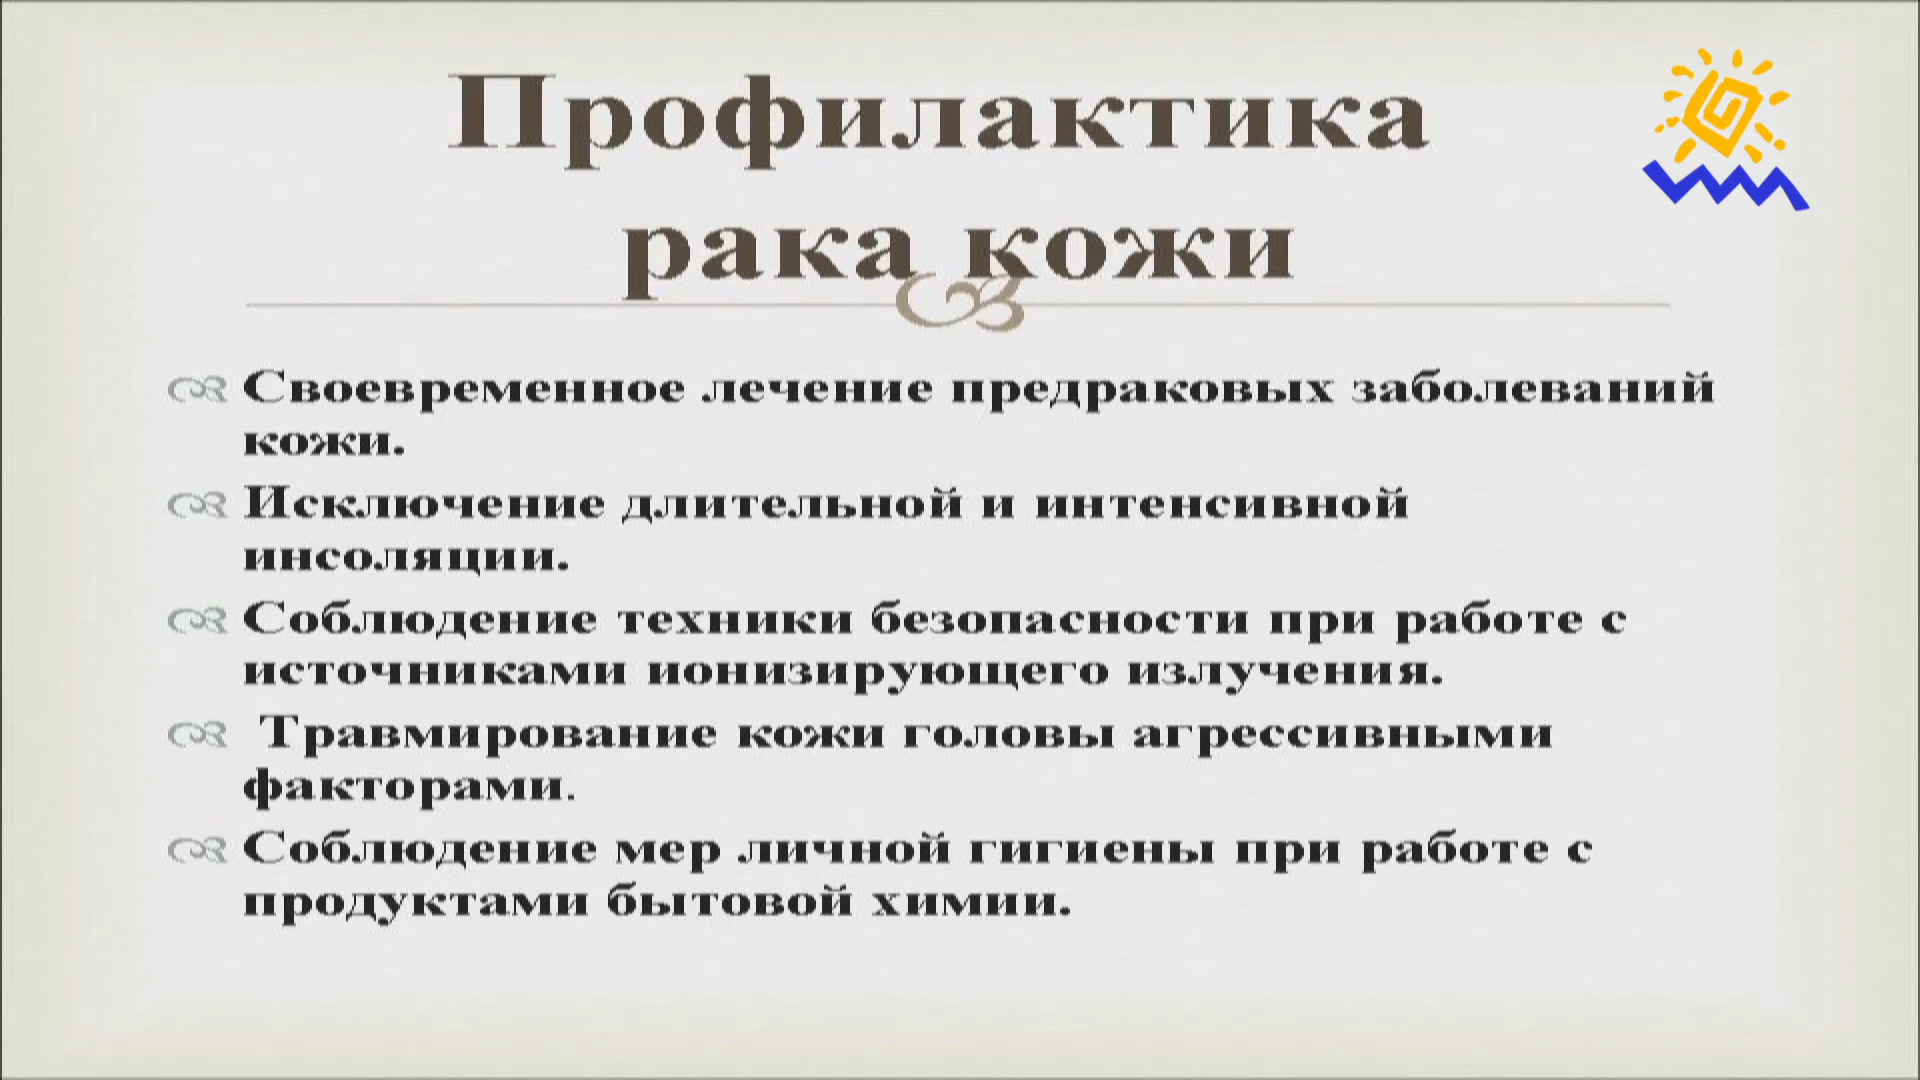 Профилактика
рака кожи
Своевременное лечение предраковых заболеваний
кожи.
Исключение длительной и интенсивной
инсоляции.
Соблюдение техники безопасности при работе с
источниками ионизирующего излучения.
Травмирование кожи головы агрессивными
факторами.
Соблюдение мер личной гигиены при работе с
продуктами бытовой химии.